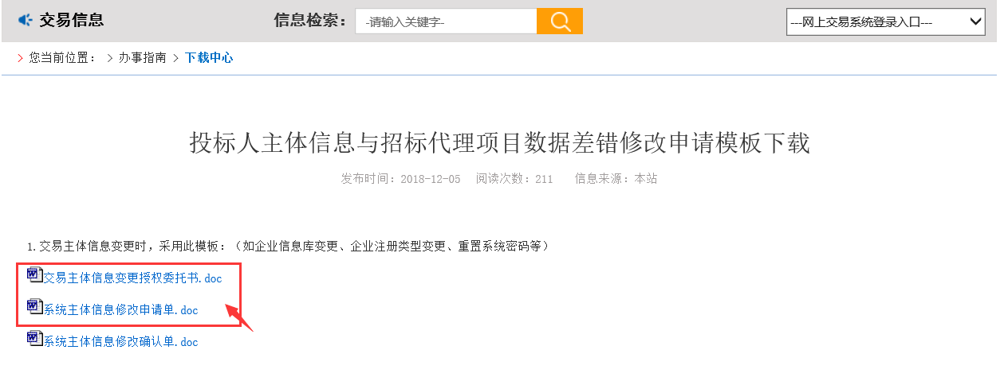 交易信息 信息检索： -请输入关键字- ---网上交易系统登录入口---
您当前位置： > 办事指南 > 下载中心
投标人主体信息与招标代理项目数据差错修改申请模板下载
发布时间：2018-12-05 阅读次数：211 信息来源：本站
1. 交易主体信息变更时，采用此模板：（如企业信息库变更、企业注册类型变更、重置系统密码等）
交易主体信息变更授权委托书.doc
系统主体信息修改申请单.doc
系统主体信息修改确认单.doc